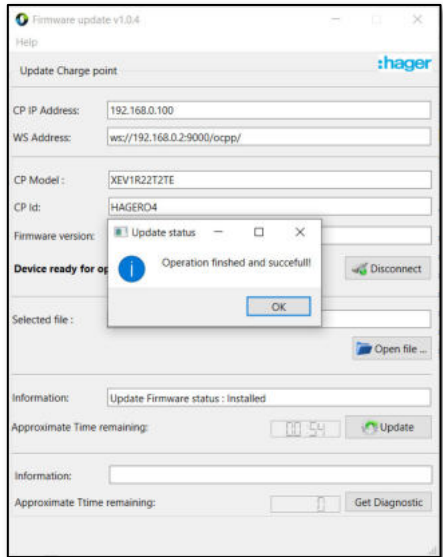 Firmware update v1.0.4
Help
Update Charge point
:hager
CP IP Address: 192.168.0.100
WS Address: ws://192.168.0.2:9000/ocpp/
CP Model : XEV1R22T2TE
CP Id: HAGERO4
Firmware version:
Update status
Operation finshed and succefull!
OK
Device ready for op
Disconnect
Selected file :
Open file ...
Information: Update Firmware status : Installed
Approximate Time remaining: 00 54 Update
Information:
Approximate Ttime remaining: 0 Get Diagnostic